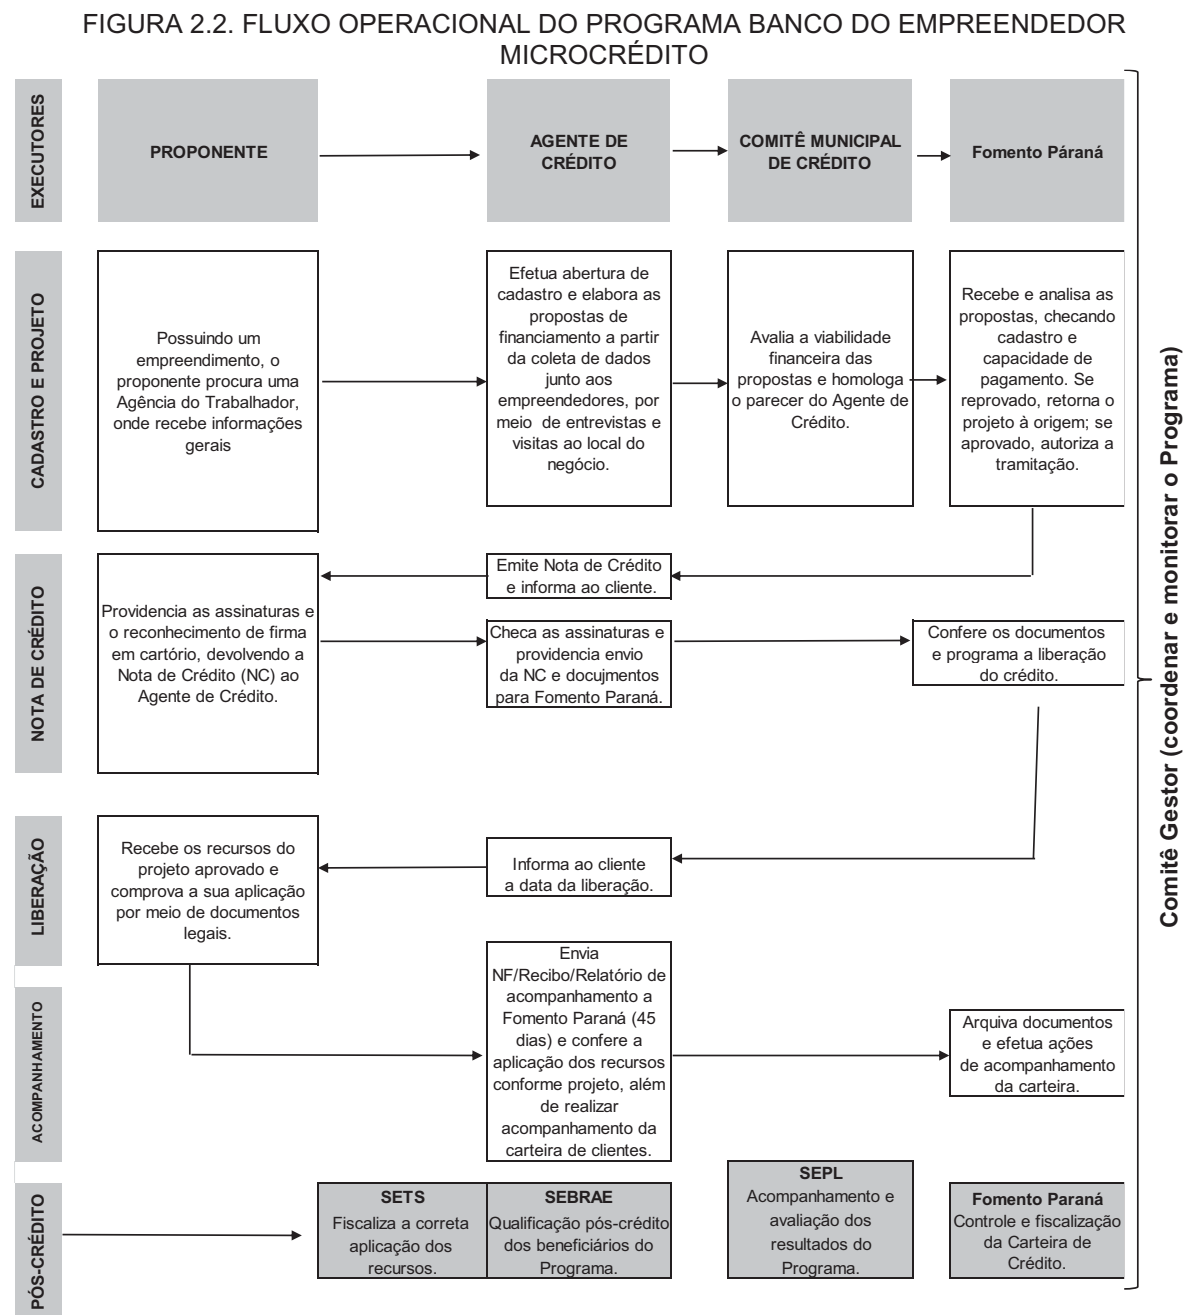 FIGURA 2.2. FLUXO OPERACIONAL DO PROGRAMA BANCO DO EMPREENDEDOR
MICROCRÉDITO
EXECUTORES
PROPONENTE
AGENTE DE
CRÉDITO
COMITÊ MUNICIPAL
DE CRÉDITO
Fomento Páraná
CADASTRO E PROJETO
Possuindo um
empreendimento, o
proponente procura uma
Agência do Trabalhador,
onde recebe informações
gerais
Efetua abertura de
cadastro e elabora as
propostas de
financiamento a partir
da coleta de dados
junto aos
empreendedores, por
meio de entrevistas e
visitas ao local do
negócio.
Avalia a viabilidade
financeira das
propostas e homologa
o parecer do Agente de
Crédito.
Recebe e analisa as
propostas, checando
cadastro e
capacidade de
pagamento. Se
reprovado, retorna o
projeto à origem; se
aprovado, autoriza a
tramitação.
NOTA DE CRÉDITO
Providencia as assinaturas e
o reconhecimento de firma
em cartório, devolvendo a
Nota de Crédito (NC) ao
Agente de Crédito.
Emite Nota de Crédito
e informa ao cliente.
Checa as assinaturas e
providencia envio
da NC e docujmentos
para Fomento Paraná.
Confere os documentos
e programa a liberação
do crédito.
LIBERAÇÃO
Recebe os recursos do
projeto aprovado e
comprova a sua aplicação
por meio de documentos
legais.
Informa ao cliente
a data da liberação.
ACOMPANHAMENTO
Envia
NF/Recibo/Relatório de
acompanhamento a
Fomento Paraná (45
dias) e confere a
aplicação dos recursos
conforme projeto, além
de realizar
acompanhamento da
carteira de clientes.
Arquiva documentos
e efetua ações
de acompanhamento
da carteira.
PÓS-CRÉDITO
SETS
Fiscaliza a correta
aplicação dos
recursos.
SEBRAE
Qualificação pós-crédito
dos beneficiários do
Programa.
SEPL
Acompanhamento e
avaliação dos
resultados do
Programa.
Fomento Paraná
Controle e fiscalização
da Carteira de
Crédito.
Comitê Gestor (coordenar e monitorar o Programa)